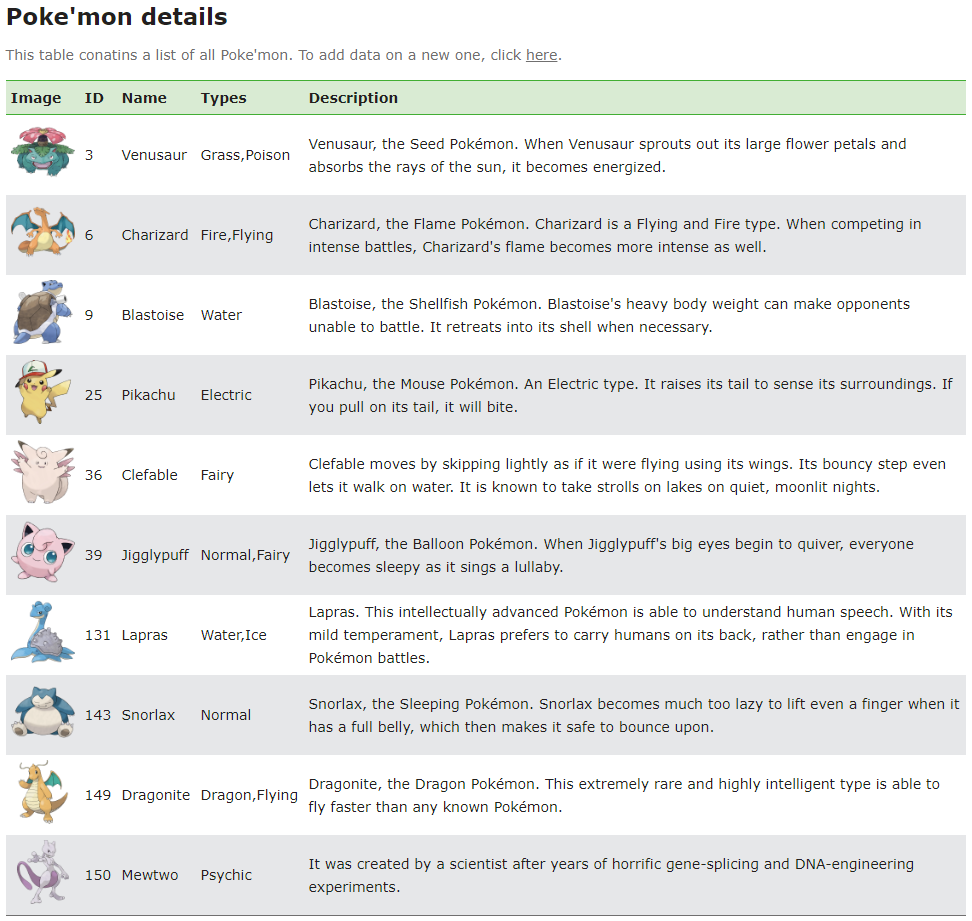 Poke'mon details
This table conatins a list of all Poke'mon. To add data on a new one, click here.
Image ID Name Types Description
3 Venusaur Grass,Poison Venusaur, the Seed Pokémon. When Venusaur sprouts out its large flower petals and
absorbs the rays of the sun, it becomes energized.
6 Charizard Fire,Flying Charizard, the Flame Pokémon. Charizard is a Flying and Fire type. When competing in
intense battles, Charizard's flame becomes more intense as well.
9 Blastoise Water Blastoise, the Shellfish Pokémon. Blastoise's heavy body weight can make opponents
unable to battle. It retreats into its shell when necessary.
25 Pikachu Electric Pikachu, the Mouse Pokémon. An Electric type. It raises its tail to sense its surroundings. If
you pull on its tail, it will bite.
36 Clefable Fairy Clefable moves by skipping lightly as if it were flying using its wings. Its bouncy step even
lets it walk on water. It is known to take strolls on lakes on quiet, moonlit nights.
39 Jigglypuff Normal,Fairy Jigglypuff, the Balloon Pokémon. When Jigglypuff's big eyes begin to quiver, everyone
becomes sleepy as it sings a lullaby.
131 Lapras Water,Ice Lapras. This intellectually advanced Pokémon is able to understand human speech. With its
mild temperament, Lapras prefers to carry humans on its back, rather than engage in
Pokémon battles.
143 Snorlax Normal Snorlax, the Sleeping Pokémon. Snorlax becomes much too lazy to lift even a finger when it
has a full belly, which then makes it safe to bounce upon.
149 Dragonite Dragon,Flying Dragonite, the Dragon Pokémon. This extremely rare and highly intelligent type is able to
fly faster than any known Pokémon.
150 Mewtwo Psychic It was created by a scientist after years of horrific gene-splicing and DNA-engineering
experiments.